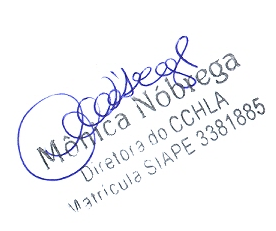 Mônica Nóbrega
Diretora do CCHLA
Matrícula SIAPE 3381885